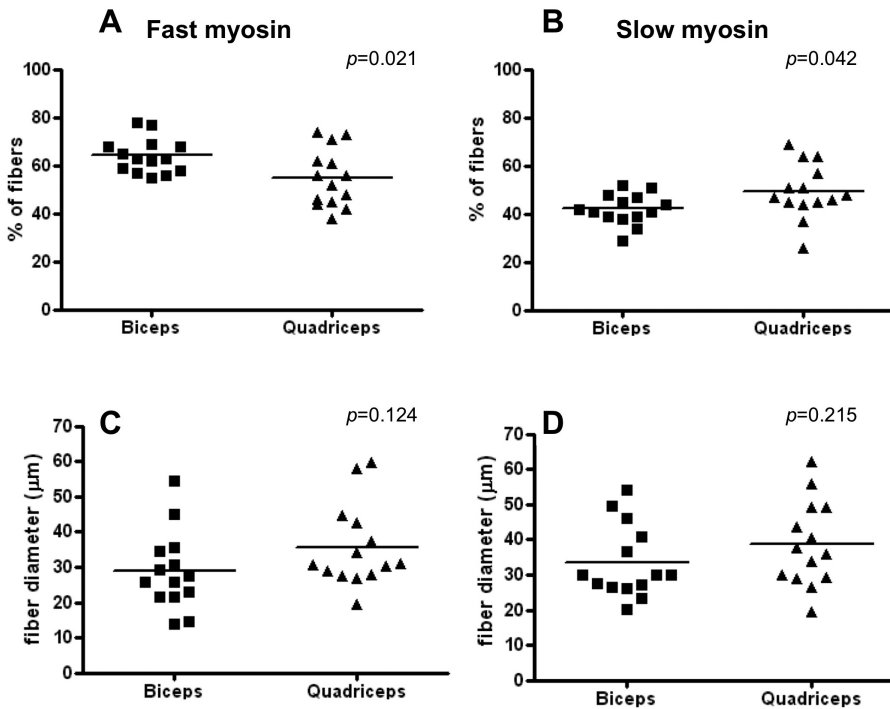 A Fast myosin
p=0.021
% of fibers
100
80
60
40
20
0
Biceps Quadriceps
B Slow myosin
p=0.042
% of fibers
100
80
60
40
20
0
Biceps Quadriceps
C
p=0.124
fiber diameter (μm)
70
60
50
40
30
20
10
0
Biceps Quadriceps
D
p=0.215
fiber diameter (μm)
70
60
50
40
30
20
10
0
Biceps Quadriceps